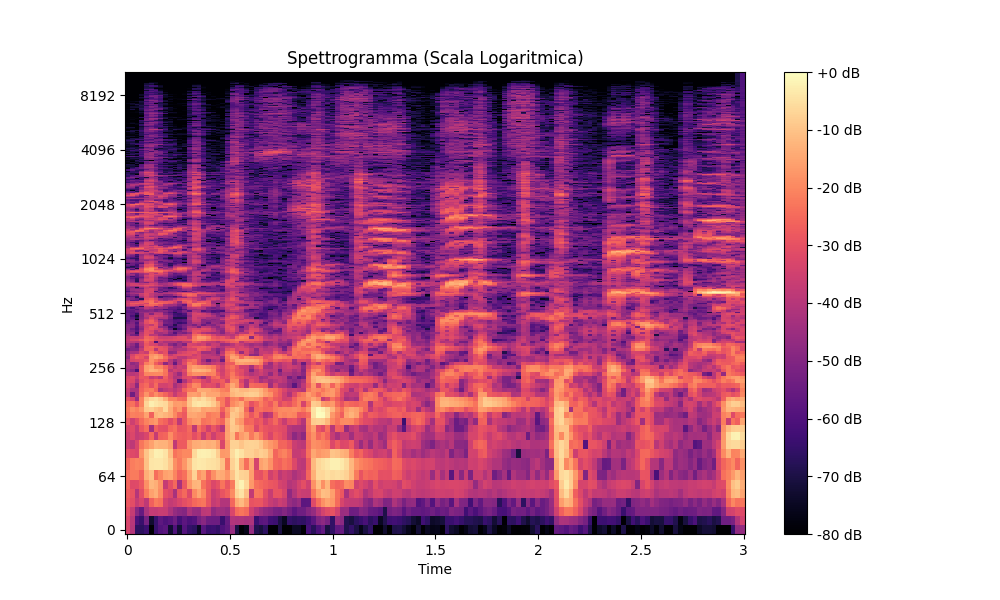 Spettrogramma (Scala Logaritmica)
Hz
8192
4096
2048
1024
512
256
128
64
0
0
0.5
1
1.5
2
2.5
3
Time
+0 dB
-10 dB
-20 dB
-30 dB
-40 dB
-50 dB
-60 dB
-70 dB
-80 dB